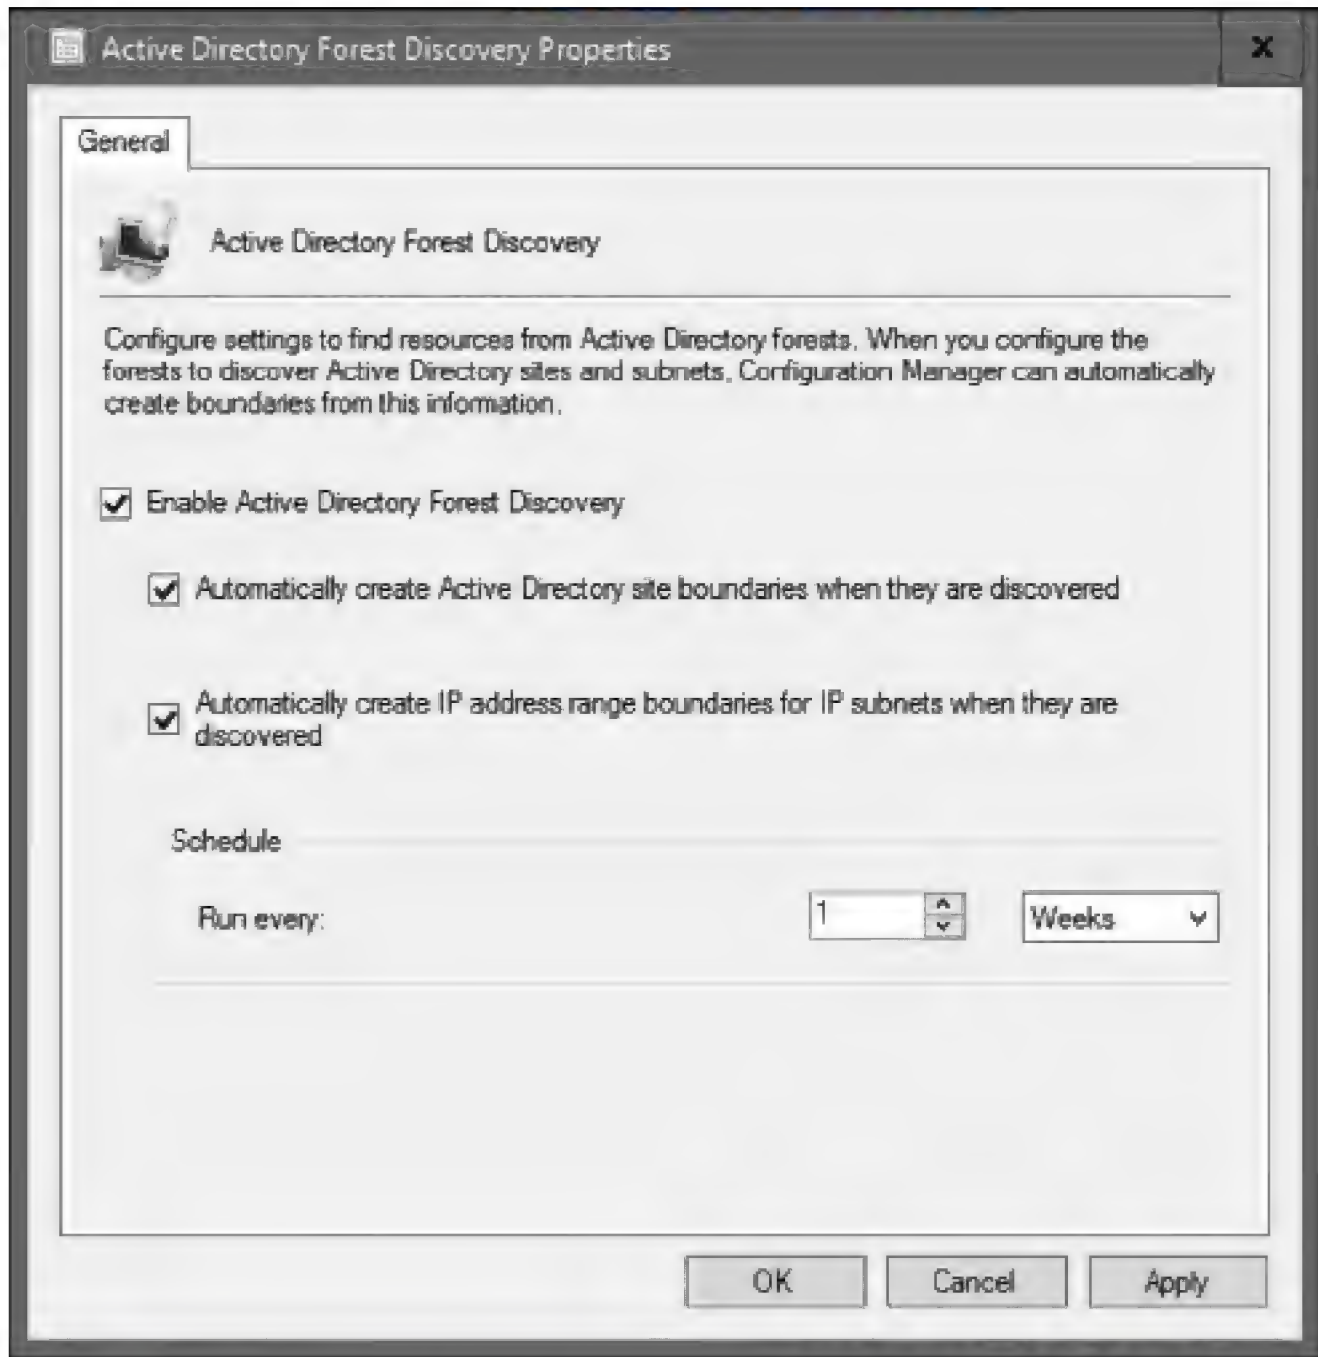 Active Directory Forest Discovery Properties
X
General
Active Directory Forest Discovery
Configure settings to find resources from Active Directory forests. When you configure the
forests to discover Active Directory sites and subnets, Configuration Manager can automatically
create boundaries from this information.
Enable Active Directory Forest Discovery
Automatically create Active Directory site boundaries when they are discovered
Automatically create IP address range boundaries for IP subnets when they are
discovered
Schedule
Run every:
1
Weeks
OK
Cancel
Apply